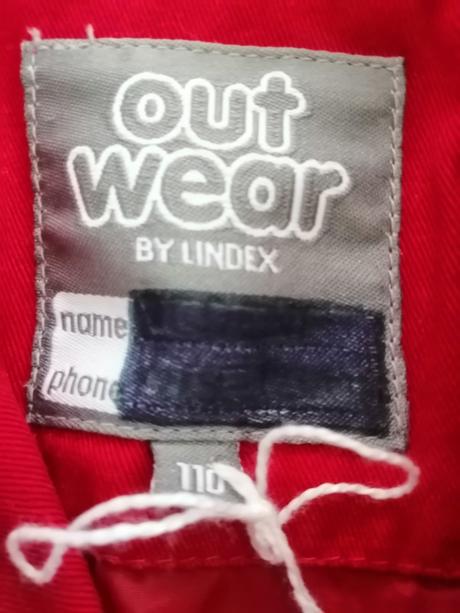 out
wear
BY LINDEX
name
phone
110